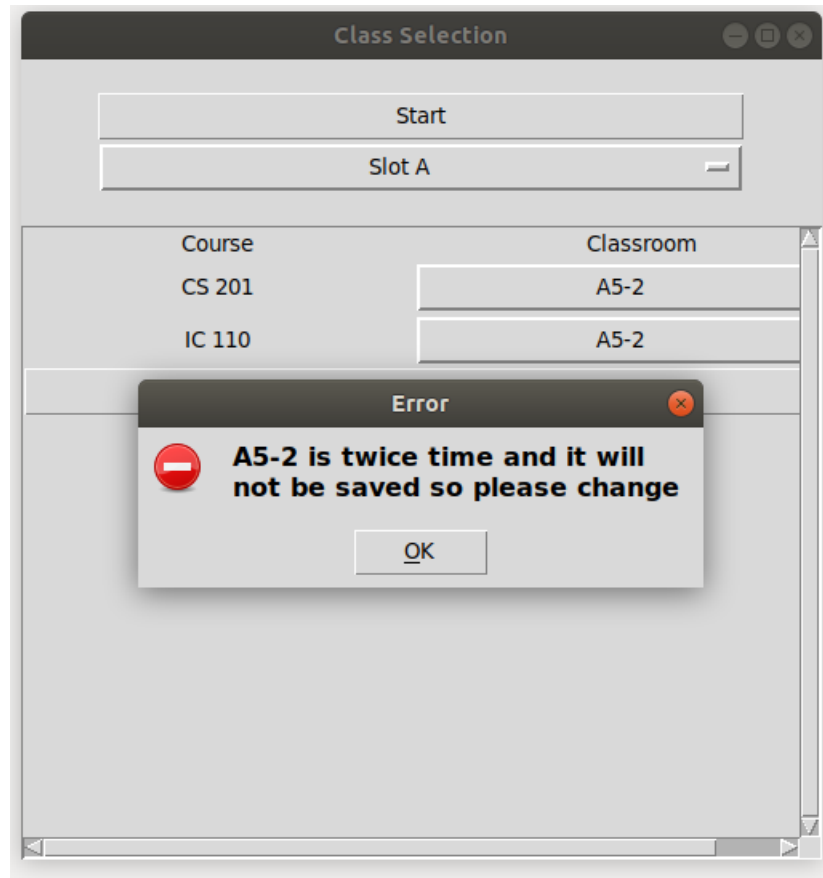 Class Selection
Start
Slot A
Course Classroom
CS 201 A5-2
IC 110 A5-2
Error
A5-2 is twice time and it will
not be saved so please change
OK